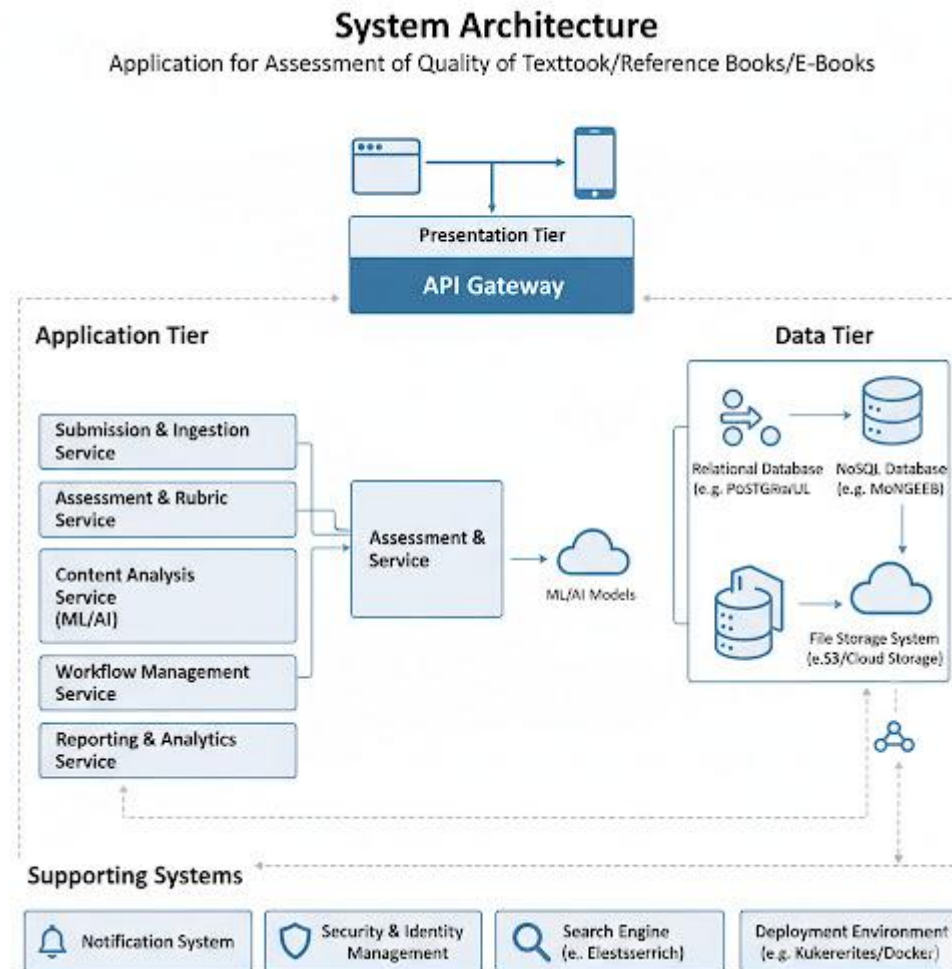 System Architecture
Application for Assessment of Quality of Texttook/Reference Books/E-Books
Presentation Tier
API Gateway
Application Tier
Data Tier
Submission & Ingestion
Service
Assessment & Rubric
Service
Content Analysis
Service
(ML/AI)
Workflow Management
Service
Reporting & Analytics
Service
Assessment &
Service
ML/AI Models
Relational Database
(e.g.
NoSQL Database
(e.g. MoNGEEB)
File Storage System
(e.S3/Cloud Storage)
Supporting Systems
Notification System
Security & Identity
Management
Search Engine
(e.. Elestsserrich)
Deployment Environment
(e.g. Kukererites/Docker)